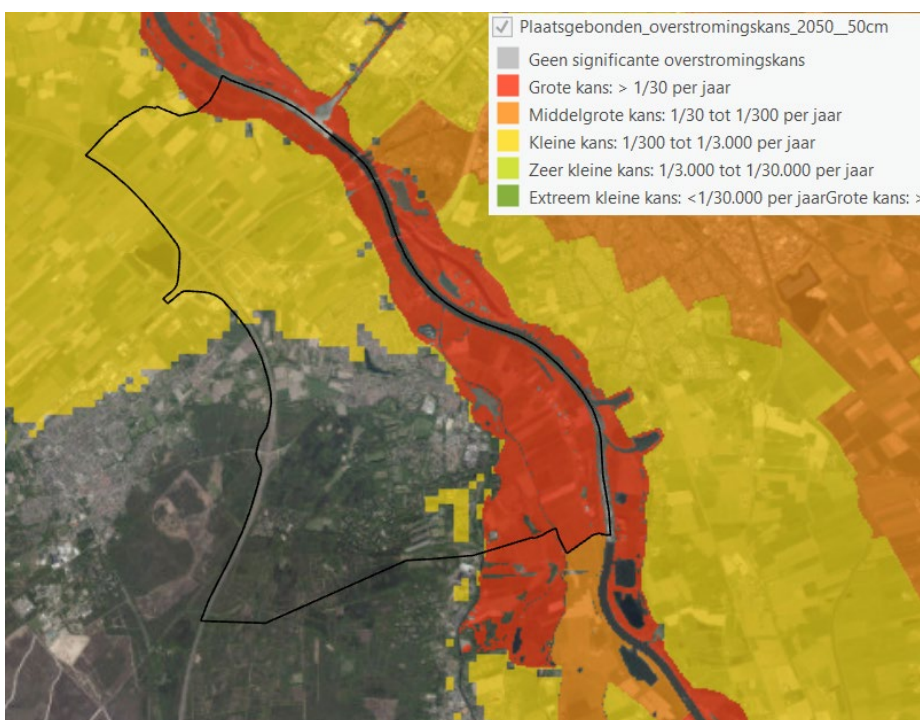 Plaatsgebonden_overstromingskans_2050__50cm
Geen significante overstromingskans
Grote kans: > 1/30 per jaar
Middelgrote kans: 1/30 tot 1/300 per jaar
Kleine kans: 1/300 tot 1/3.000 per jaar
Zeer kleine kans: 1/3.000 tot 1/30.000 per jaar
Extreem kleine kans: <1/30.000 per jaarGrote kans: >